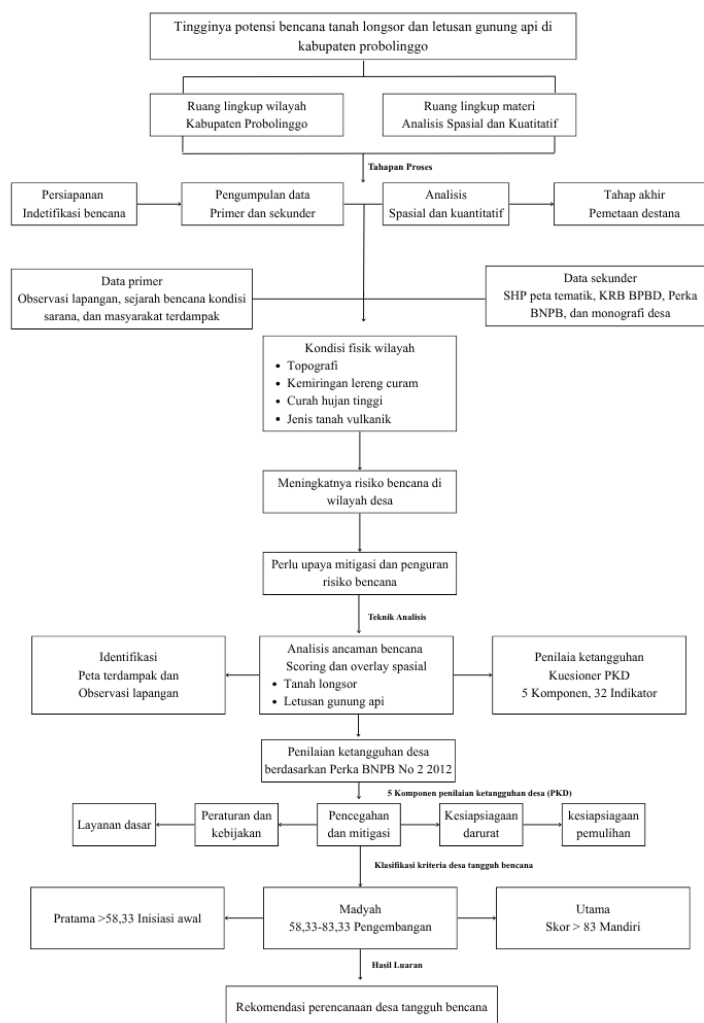 Tingginya potensi bencana tanah longsor dan letusan gunung api di
kabupaten probolinggo
Ruang lingkup wilayah
Kabupaten Probolinggo
Ruang lingkup materi
Analisis Spasial dan Kuatitatif
Tahapan Proses
Persiapanan
Indetifikasi bencana
Pengumpulan data
Primer dan sekunder
Analisis
Spasial dan kuantitatif
Tahap akhir
Pemetaan destana
Data primer
Observasi lapangan, sejarah bencana kondisi
sarana, dan masyarakat terdampak
Data sekunder
SHP peta tematik, KRB BPBD, Perka
BNPB, dan monografi desa
Kondisi fisik wilayah
• Topografi
• Kemiringan lereng curam
• Curah hujan tinggi
• Jenis tanah vulkanik
Meningkatnya risiko bencana di
wilayah desa
Perlu upaya mitigasi dan penguran
risiko bencana
Teknik Analisis
Identifikasi
Peta terdampak dan
Observasi lapangan
Analisis ancaman bencana
Scoring dan overlay spasial
• Tanah longsor
• Letusan gunung api
Penilaia ketangguhan
Kuesioner PKD
5 Komponen, 32 Indikator
Penilaian ketangguhan desa
berdasarkan Perka BNPB No 2 2012
5 Komponen penilaian ketangguhan desa (PKD)
Layanan dasar
Peraturan dan
kebijakan
Pencegahan
dan mitigasi
Kesiapsiagaan
darurat
kesiapsiagaan
pemulihan
Klasifikasi kriteria desa tangguh bencana
Pratama >58,33 Inisiasi awal
Madyah
58,33-83,33 Pengembangan
Utama
Skor > 83 Mandiri
Hasil Luaran
Rekomendasi perencanaan desa tangguh bencana